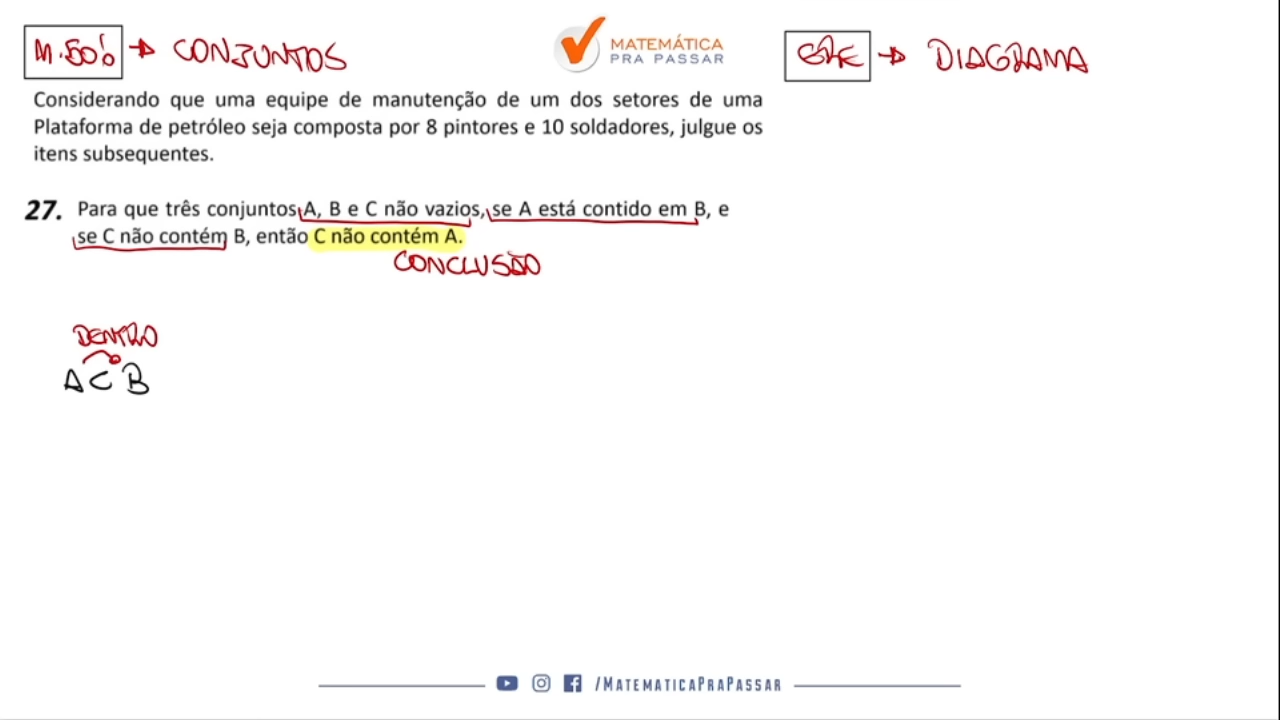 CONJUNTOS
MATEMÁTICA
PRA PASSAR
DIAGRAMA
Considerando que uma equipe de manutenção de um dos setores de uma
Plataforma de petróleo seja composta por 8 pintores e 10 soldadores, julgue os
itens subsequentes.
27. Para que três conjuntos A, B e C não vazios, se A está contido em B, e
se C não contém B, então C não contém A.
CONCLUSÃO
DENTRO
A ⊂ B
/MATEMATICAPRAPASSAR